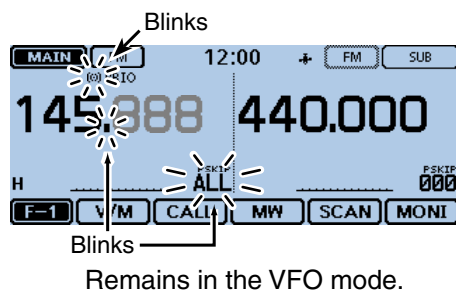 Blinks
MAIN FM 12:00 FM SUB
PRIO
145.888 440.000
PSKIP PSKIP
H ALL 000
F-1 V/M CALL MW SCAN MONI
Blinks
Remains in the VFO mode.